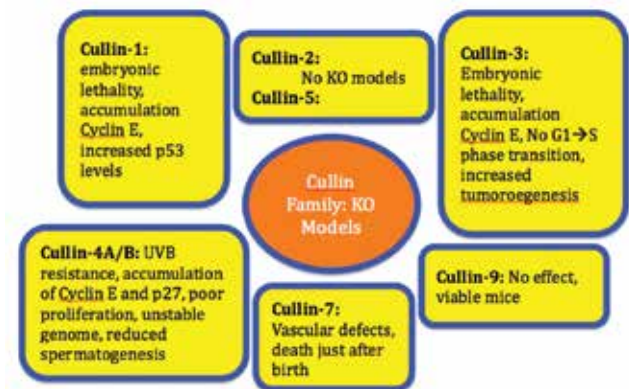 Cullin-1:
embryonic
lethality,
accumulation
Cyclin E,
increased p53
levels
Cullin-2:
No KO models
Cullin-5:
Cullin-3:
Embryonic
lethality,
accumulation
Cyclin E, No G1→S
phase transition,
increased
tumoroegenesis
Cullin
Family: KO
Models
Cullin-4A/B: UVB
resistance, accumulation
of Cyclin E and p27, poor
proliferation, unstable
genome, reduced
spermatogenesis
Cullin-7:
Vascular defects,
death just after
birth
Cullin-9: No effect,
viable mice